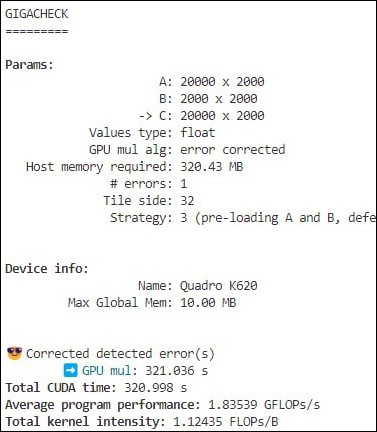 GIGACHECK
=========
Params:
A: 20000 x 2000
B: 2000 x 2000
-> C: 20000 x 2000
Values type: float
GPU mul alg: error corrected
Host memory required: 320.43 MB
# errors: 1
Tile side: 32
Strategy: 3 (pre-loading A and B, defe
Device info:
Name: Quadro K620
Max Global Mem: 10.00 MB
😎 Corrected detected error(s)
➡️ GPU mul: 321.036 s
Total CUDA time: 320.998 s
Average program performance: 1.83539 GFLOPs/s
Total kernel intensity: 1.12435 FLOPs/B